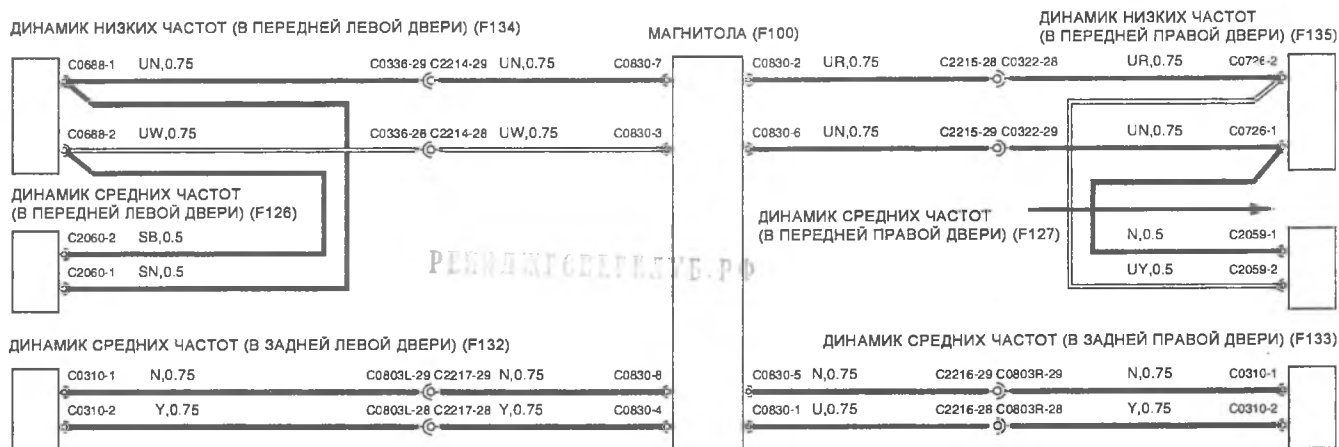 ДИНАМИК НИЗКИХ ЧАСТОТ (В ПЕРЕДНЕЙ ЛЕВОЙ ДВЕРИ) (F134)
МАГНИТОЛА (F100)
ДИНАМИК НИЗКИХ ЧАСТОТ
(В ПЕРЕДНЕЙ ПРАВОЙ ДВЕРИ) (F135)
C0688-1 UN,0.75 C0336-29 C2214-29 UN,0.75 C0830-7
C0830-2 UR,0.75 C2215-28 C0322-28 UR,0.75 C0726-2
C0688-2 UW,0.75 C0336-28 C2214-28 UW,0.75 C0830-3
C0830-6 UN,0.75 C2215-29 C0322-29 UN,0.75 C0726-1
ДИНАМИК СРЕДНИХ ЧАСТОТ
(В ПЕРЕДНЕЙ ЛЕВОЙ ДВЕРИ) (F126)
C2060-2 SB,0.5
C2060-1 SN,0.5
ДИНАМИК СРЕДНИХ ЧАСТОТ
(В ПЕРЕДНЕЙ ПРАВОЙ ДВЕРИ) (F127)
N,0.5 C2059-1
UY,0.5 C2059-2
ДИНАМИК СРЕДНИХ ЧАСТОТ (В ЗАДНЕЙ ЛЕВОЙ ДВЕРИ) (F132)
ДИНАМИК СРЕДНИХ ЧАСТОТ (В ЗАДНЕЙ ПРАВОЙ ДВЕРИ) (F133)
C0310-1 N,0.75 C0803L-29 C2217-29 N,0.75 C0830-8
C0830-5 N,0.75 C2216-29 C0803R-29 N,0.75 C0310-1
C0310-2 Y,0.75 C0803L-28 C2217-28 Y,0.75 C0830-4
C0830-1 U,0.75 C2216-28 C0803R-28 Y,0.75 C0310-2